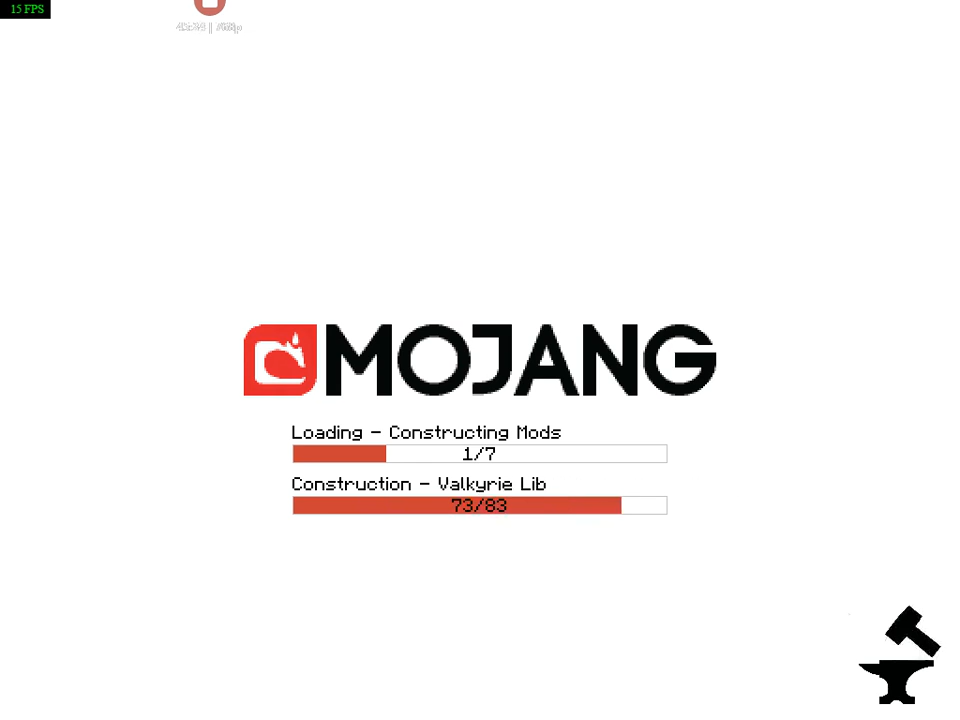 15 FPS
MOJANG
Loading - Constructing Mods
1/7
Construction - Valkyrie Lib
73/83